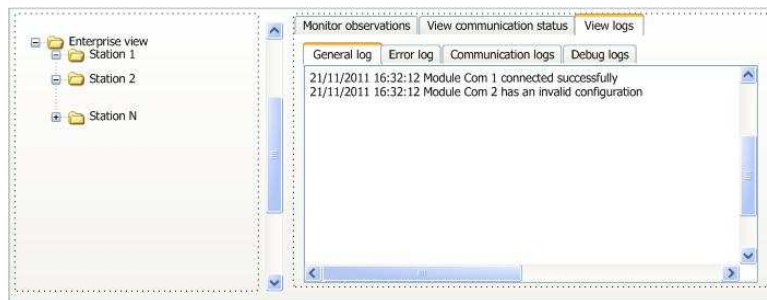 Enterprise view
Station 1
Station 2
Station N
Monitor observations
View communication status
View logs
General log
Error log
Communication logs
Debug logs
21/11/2011 16:32:12 Module Com 1 connected successfully
21/11/2011 16:32:12 Module Com 2 has an invalid configuration